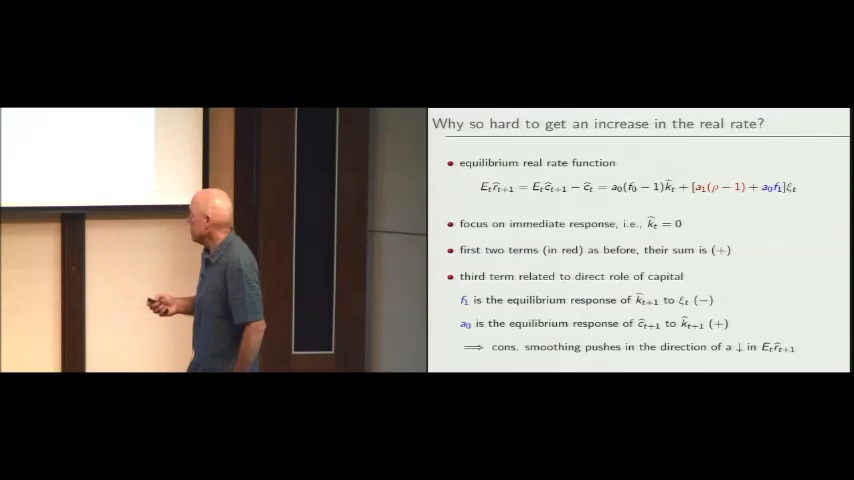 Why so hard to get an increase in the real rate?
• equilibrium real rate function
E_t r̂_{t+1} = E_t ĉ_{t+1} − ĉ_t = a_0(f_0 − 1)k̂_t + [a_1(ρ − 1) + a_0f_1]ξ_t
• focus on immediate response, i.e., k̂_t = 0
• first two terms (in red) as before, their sum is (+)
• third term related to direct role of capital
f_1 is the equilibrium response of k̂_{t+1} to ξ_t (−)
a_0 is the equilibrium response of ĉ_{t+1} to k̂_{t+1} (+)
⟹ cons. smoothing pushes in the direction of a ↓ in E_t r̂_{t+1}